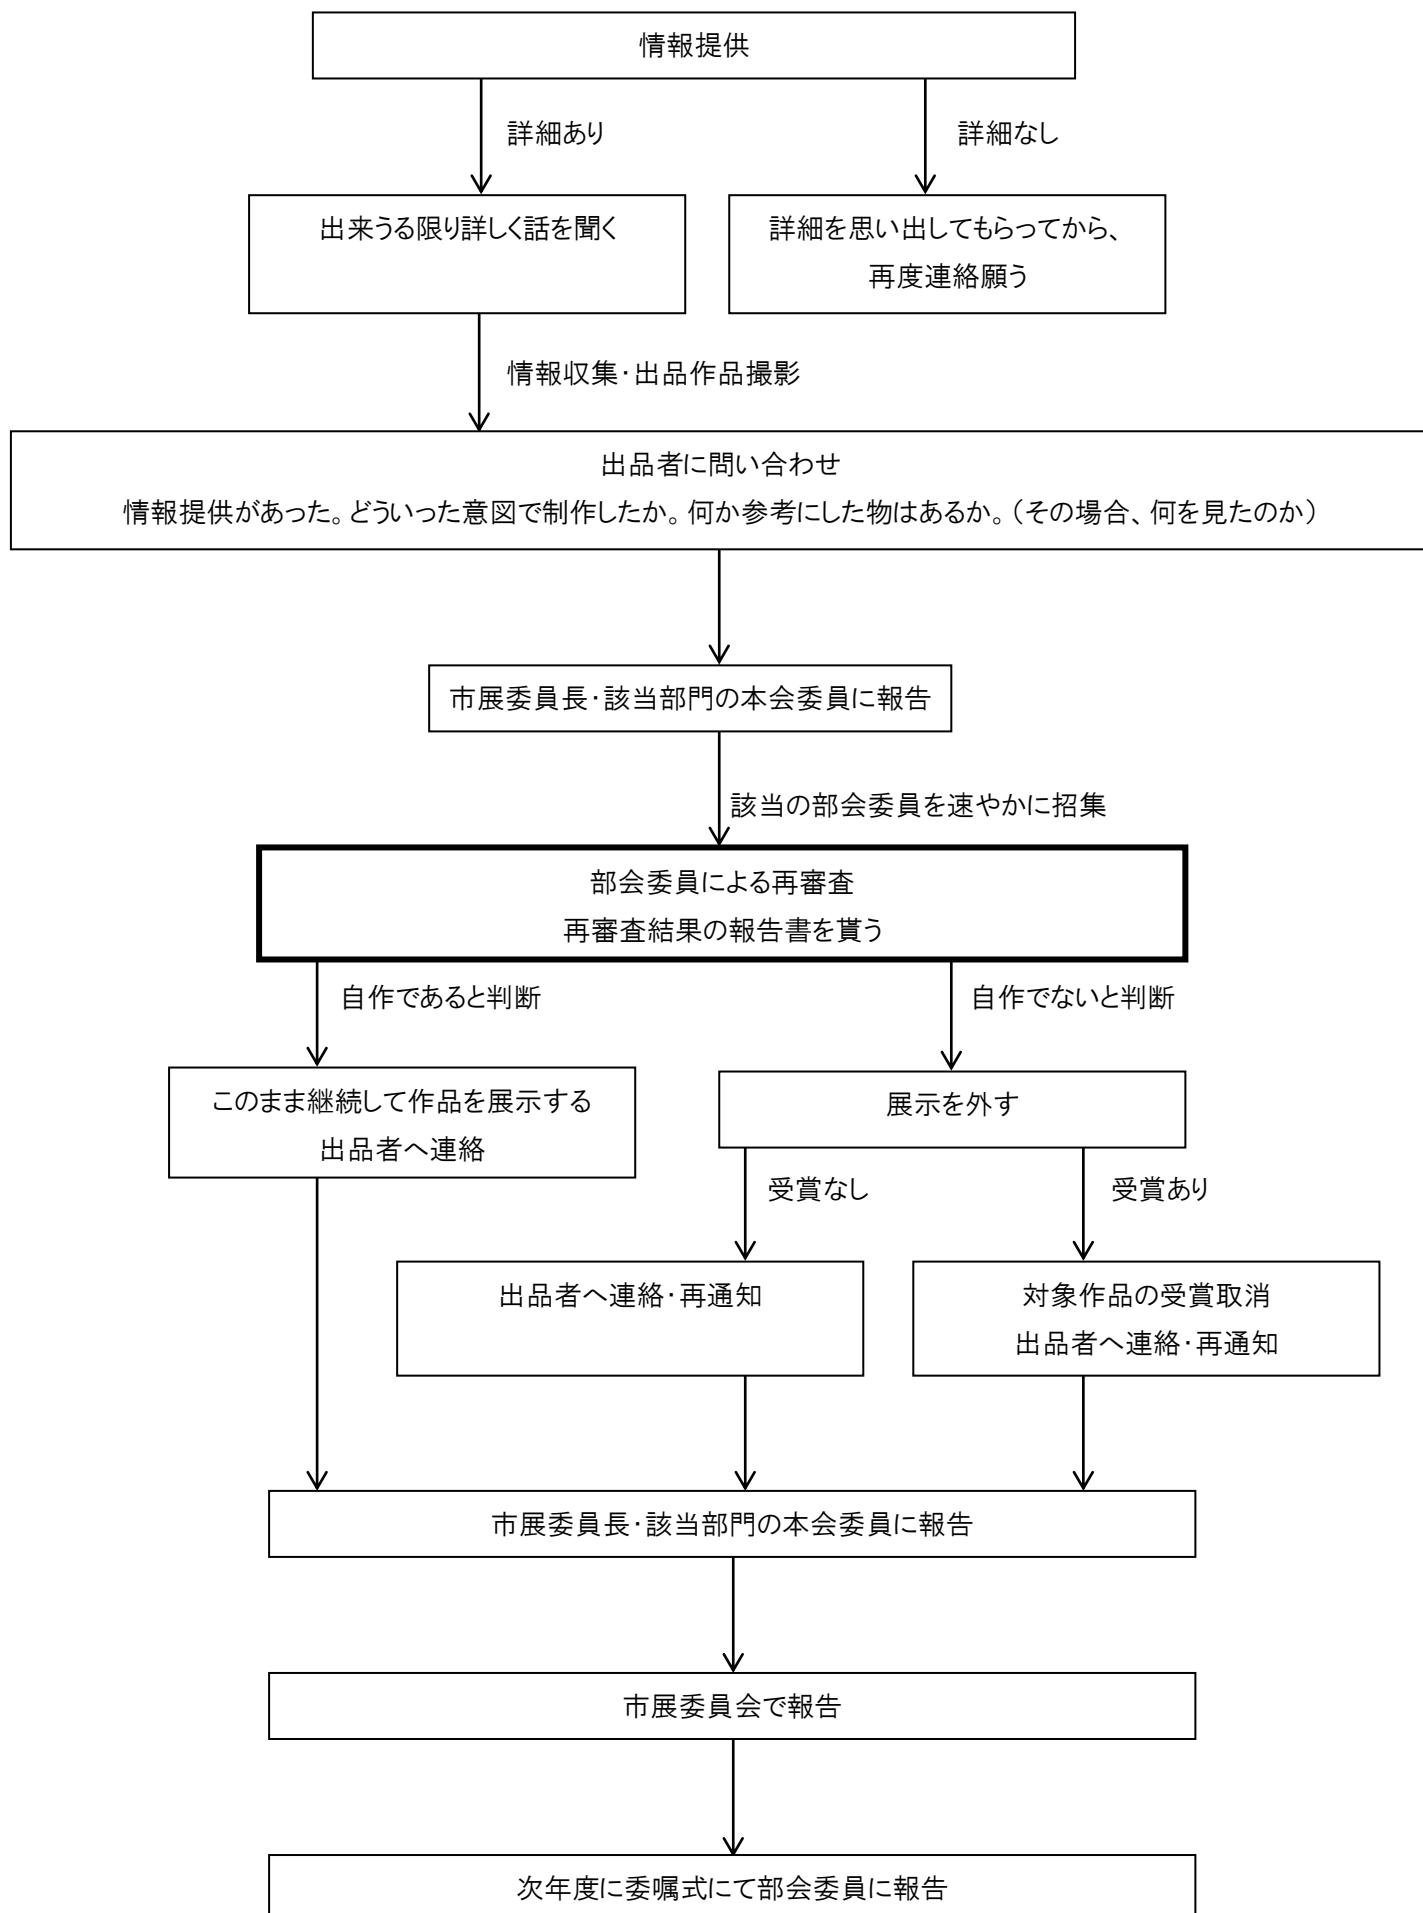 情報提供
詳細あり
詳細なし
出来うる限り詳しく話を聞く
詳細を思い出してもらってから、
再度連絡願う
情報収集・出品作品撮影
出品者に問い合わせ
情報提供があった。どういった意図で制作したか。何か参考にした物はあるか。（その場合、何を見たのか）
市展委員長・該当部門の本会委員に報告
該当の部会委員を速やかに招集
部会委員による再審査
再審査結果の報告書を貰う
自作であると判断
自作でないと判断
このまま継続して作品を展示する
出品者へ連絡
展示を外す
受賞なし
受賞あり
出品者へ連絡・再通知
対象作品の受賞取消
出品者へ連絡・再通知
市展委員長・該当部門の本会委員に報告
市展委員会で報告
次年度に委嘱式にて部会委員に報告